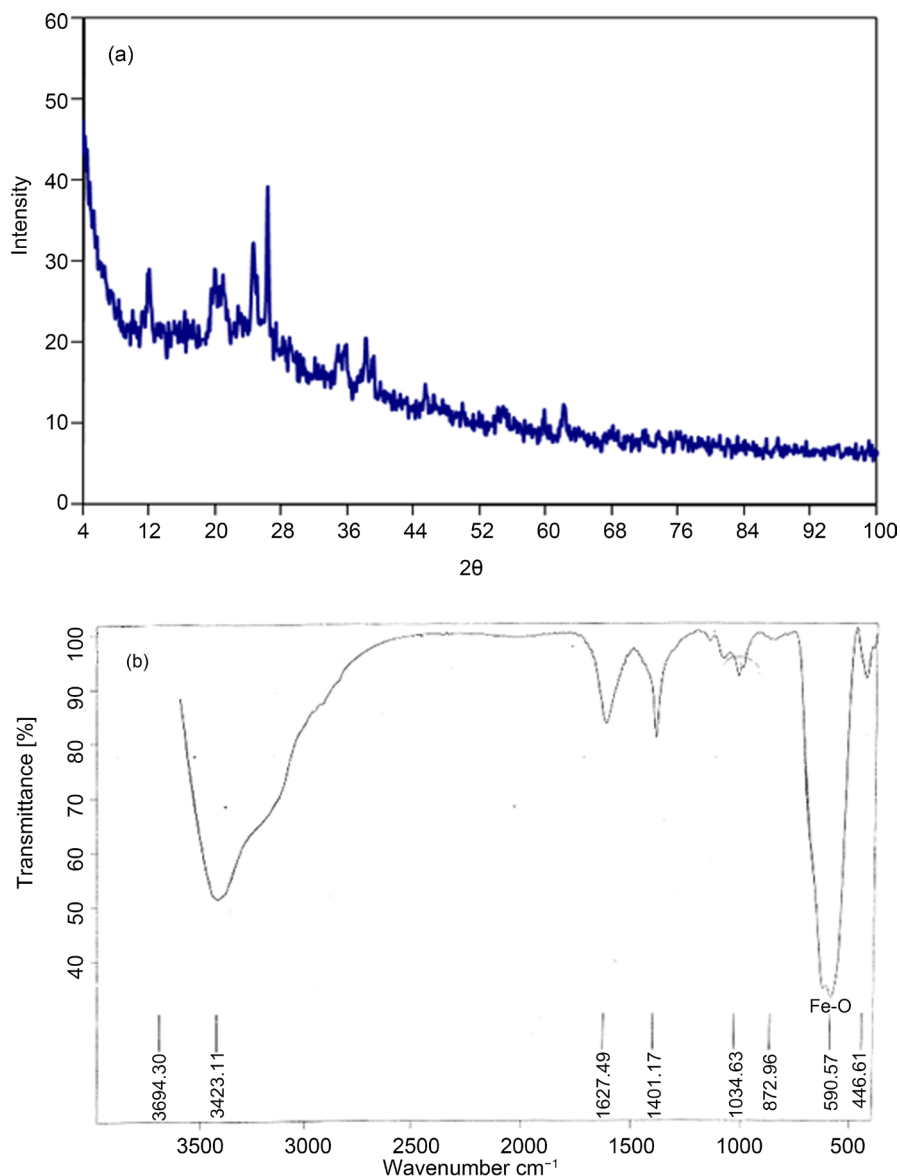 60
(a)
50
40
30
20
10
0
Intensity
4 12 20 28 36 44 52 60 68 76 84 92 100
2θ
100
(b)
90
80
70
60
50
40
Transmittance [%]
Fe-O
3694.30 3423.11 1627.49 1401.17 1034.63 872.96 590.57 446.61
3500 3000 2500 2000 1500 1000 500
Wavenumber cm⁻¹